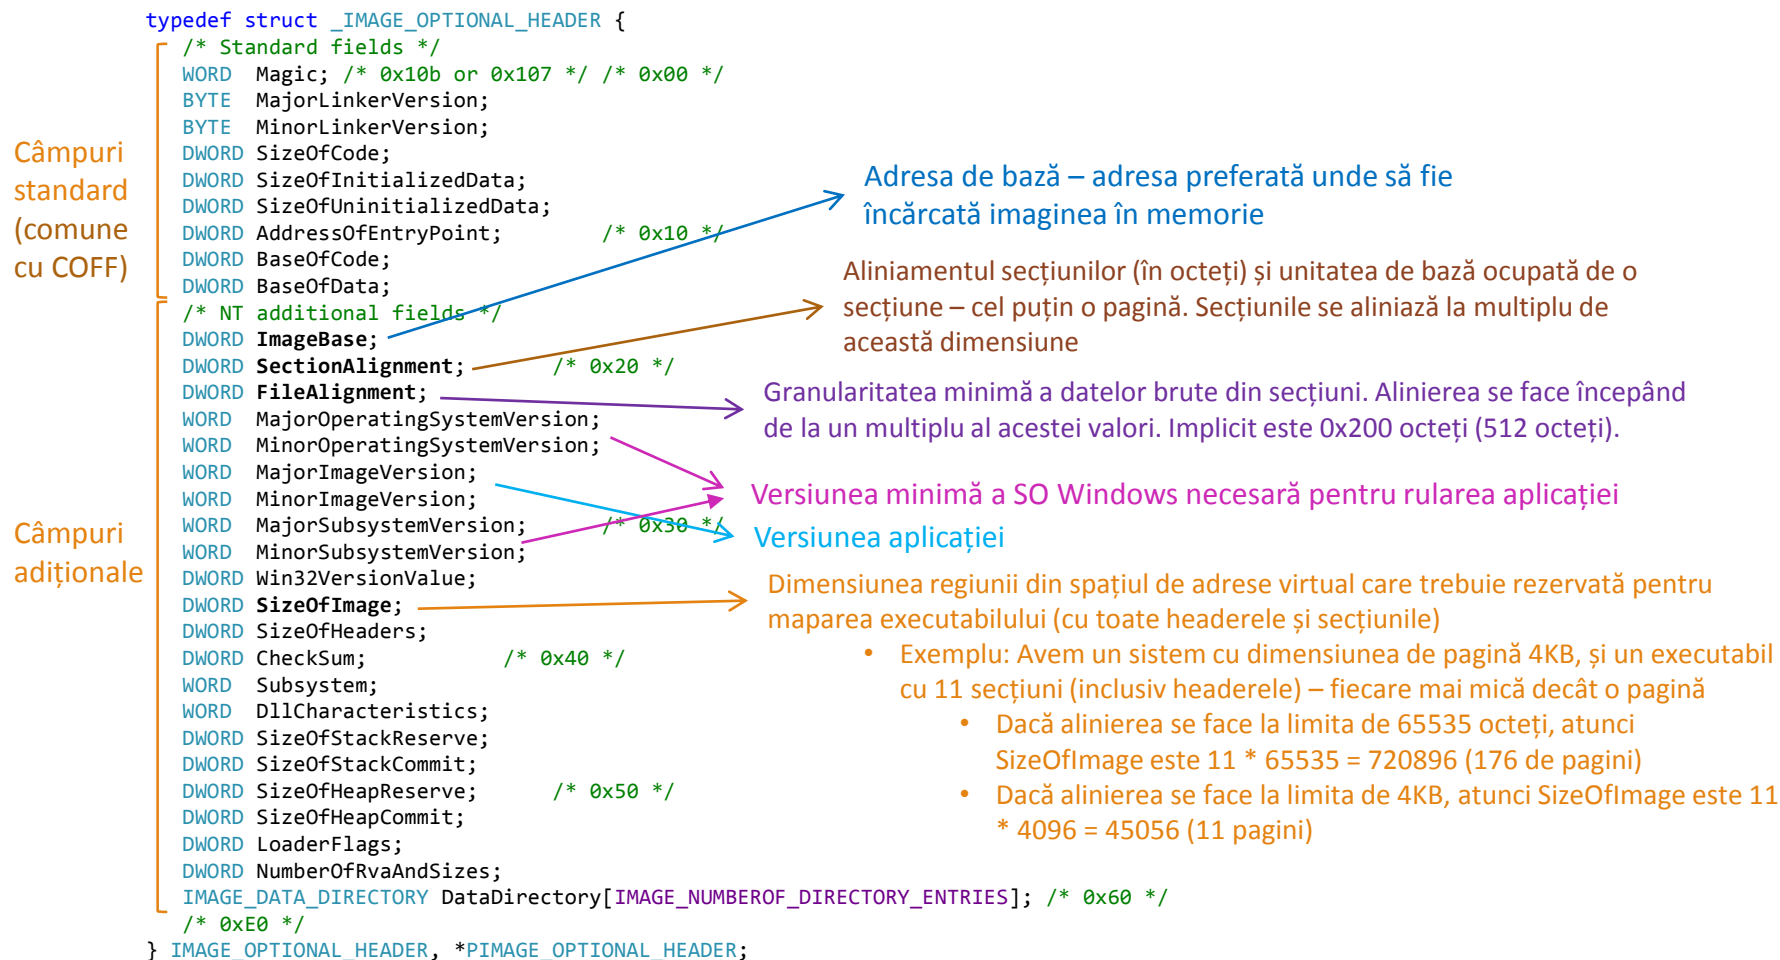 typedef struct _IMAGE_OPTIONAL_HEADER {
/* Standard fields */
WORD Magic; /* 0x10b or 0x107 */ /* 0x00 */
BYTE MajorLinkerVersion;
BYTE MinorLinkerVersion;
DWORD SizeOfCode;
DWORD SizeOfInitializedData;
DWORD SizeOfUninitializedData;
DWORD AddressOfEntryPoint; /* 0x10 */
DWORD BaseOfCode;
DWORD BaseOfData;
/* NT additional fields */
DWORD ImageBase;
DWORD SectionAlignment; /* 0x20 */
DWORD FileAlignment;
WORD MajorOperatingSystemVersion;
WORD MinorOperatingSystemVersion;
WORD MajorImageVersion;
WORD MinorImageVersion;
WORD MajorSubsystemVersion; /* 0x30 */
WORD MinorSubsystemVersion;
DWORD Win32VersionValue;
DWORD SizeOfImage;
DWORD SizeOfHeaders;
DWORD CheckSum; /* 0x40 */
WORD Subsystem;
WORD DllCharacteristics;
DWORD SizeOfStackReserve;
DWORD SizeOfStackCommit;
DWORD SizeOfHeapReserve; /* 0x50 */
DWORD SizeOfHeapCommit;
DWORD LoaderFlags;
DWORD NumberOfRvaAndSizes;
IMAGE_DATA_DIRECTORY DataDirectory[IMAGE_NUMBEROF_DIRECTORY_ENTRIES]; /* 0x60 */
/* 0xE0 */
} IMAGE_OPTIONAL_HEADER, *PIMAGE_OPTIONAL_HEADER;
Câmpuri
standard
(comune
cu COFF)
Câmpuri
adiționale
Adresa de bază – adresa preferată unde să fie
încărcată imaginea în memorie
Aliniamentul secțiunilor (în octeți) și unitatea de bază ocupată de o
secțiune – cel puțin o pagină. Secțiunile se aliniază la multiplu de
această dimensiune
Granularitatea minimă a datelor brute din secțiuni. Alinierea se face începând
de la un multiplu al acestei valori. Implicit este 0x200 octeți (512 octeți).
Versiunea minimă a SO Windows necesară pentru rularea aplicației
Versiunea aplicației
Dimensiunea regiunii din spațiul de adrese virtual care trebuie rezervată pentru
maparea executabilului (cu toate headerele și secțiunile)
• Exemplu: Avem un sistem cu dimensiunea de pagină 4KB, și un executabil
cu 11 secțiuni (inclusiv headerele) – fiecare mai mică decât o pagină
• Dacă alinierea se face la limita de 65535 octeți, atunci
SizeOfImage este 11 * 65535 = 720896 (176 de pagini)
• Dacă alinierea se face la limita de 4KB, atunci SizeOfImage este 11
* 4096 = 45056 (11 pagini)